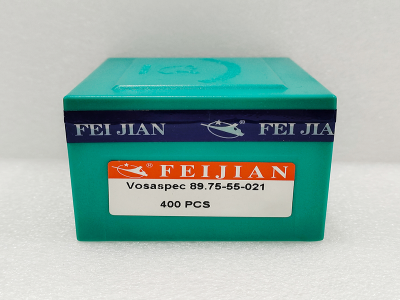 FEI JIAN ® FEI JIAN
® FEIJIAN
Vosaspec 89.75-55-021
400 PCS